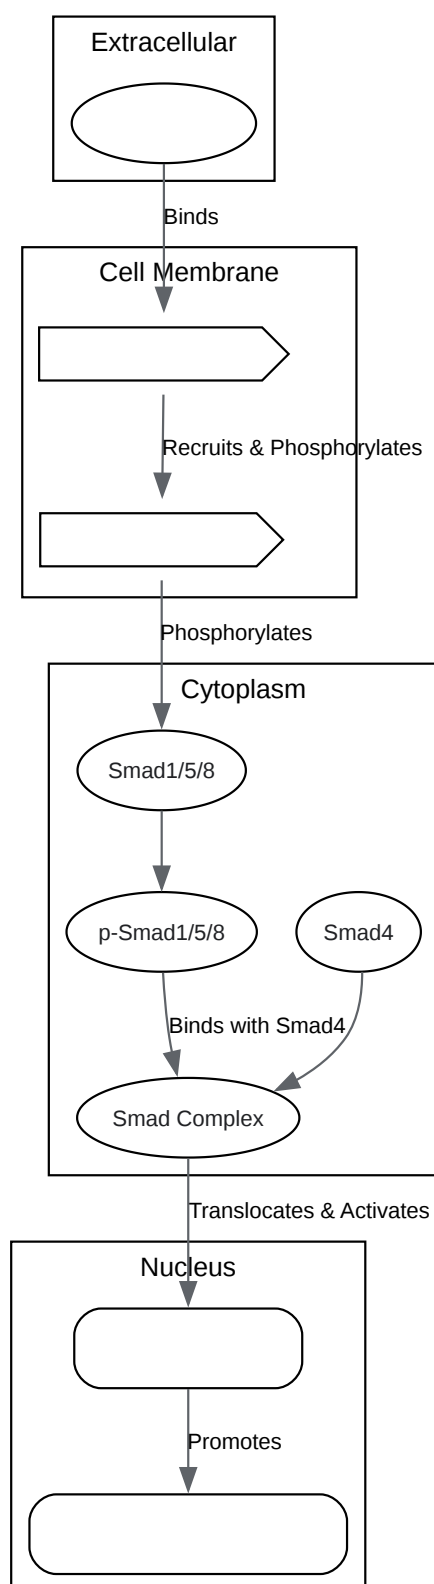 Extracellular
Binds
Cell Membrane
Recruits & Phosphorylates
Phosphorylates
Cytoplasm
Smad1/5/8
p-Smad1/5/8
Smad4
Binds with Smad4
Smad Complex
Translocates & Activates
Nucleus
Promotes